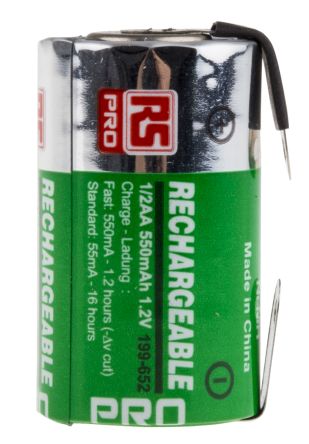 RS
PRO
RECHARGEABLE
1/2AA 550mAh 1.2V 199-652
Charge - Ladung :
Fast: 550mA - 1.2 hours (-Δv cut)
Standard: 55mA - 16 hours
RECHARGEABLE
PRO
Made in China
+
-